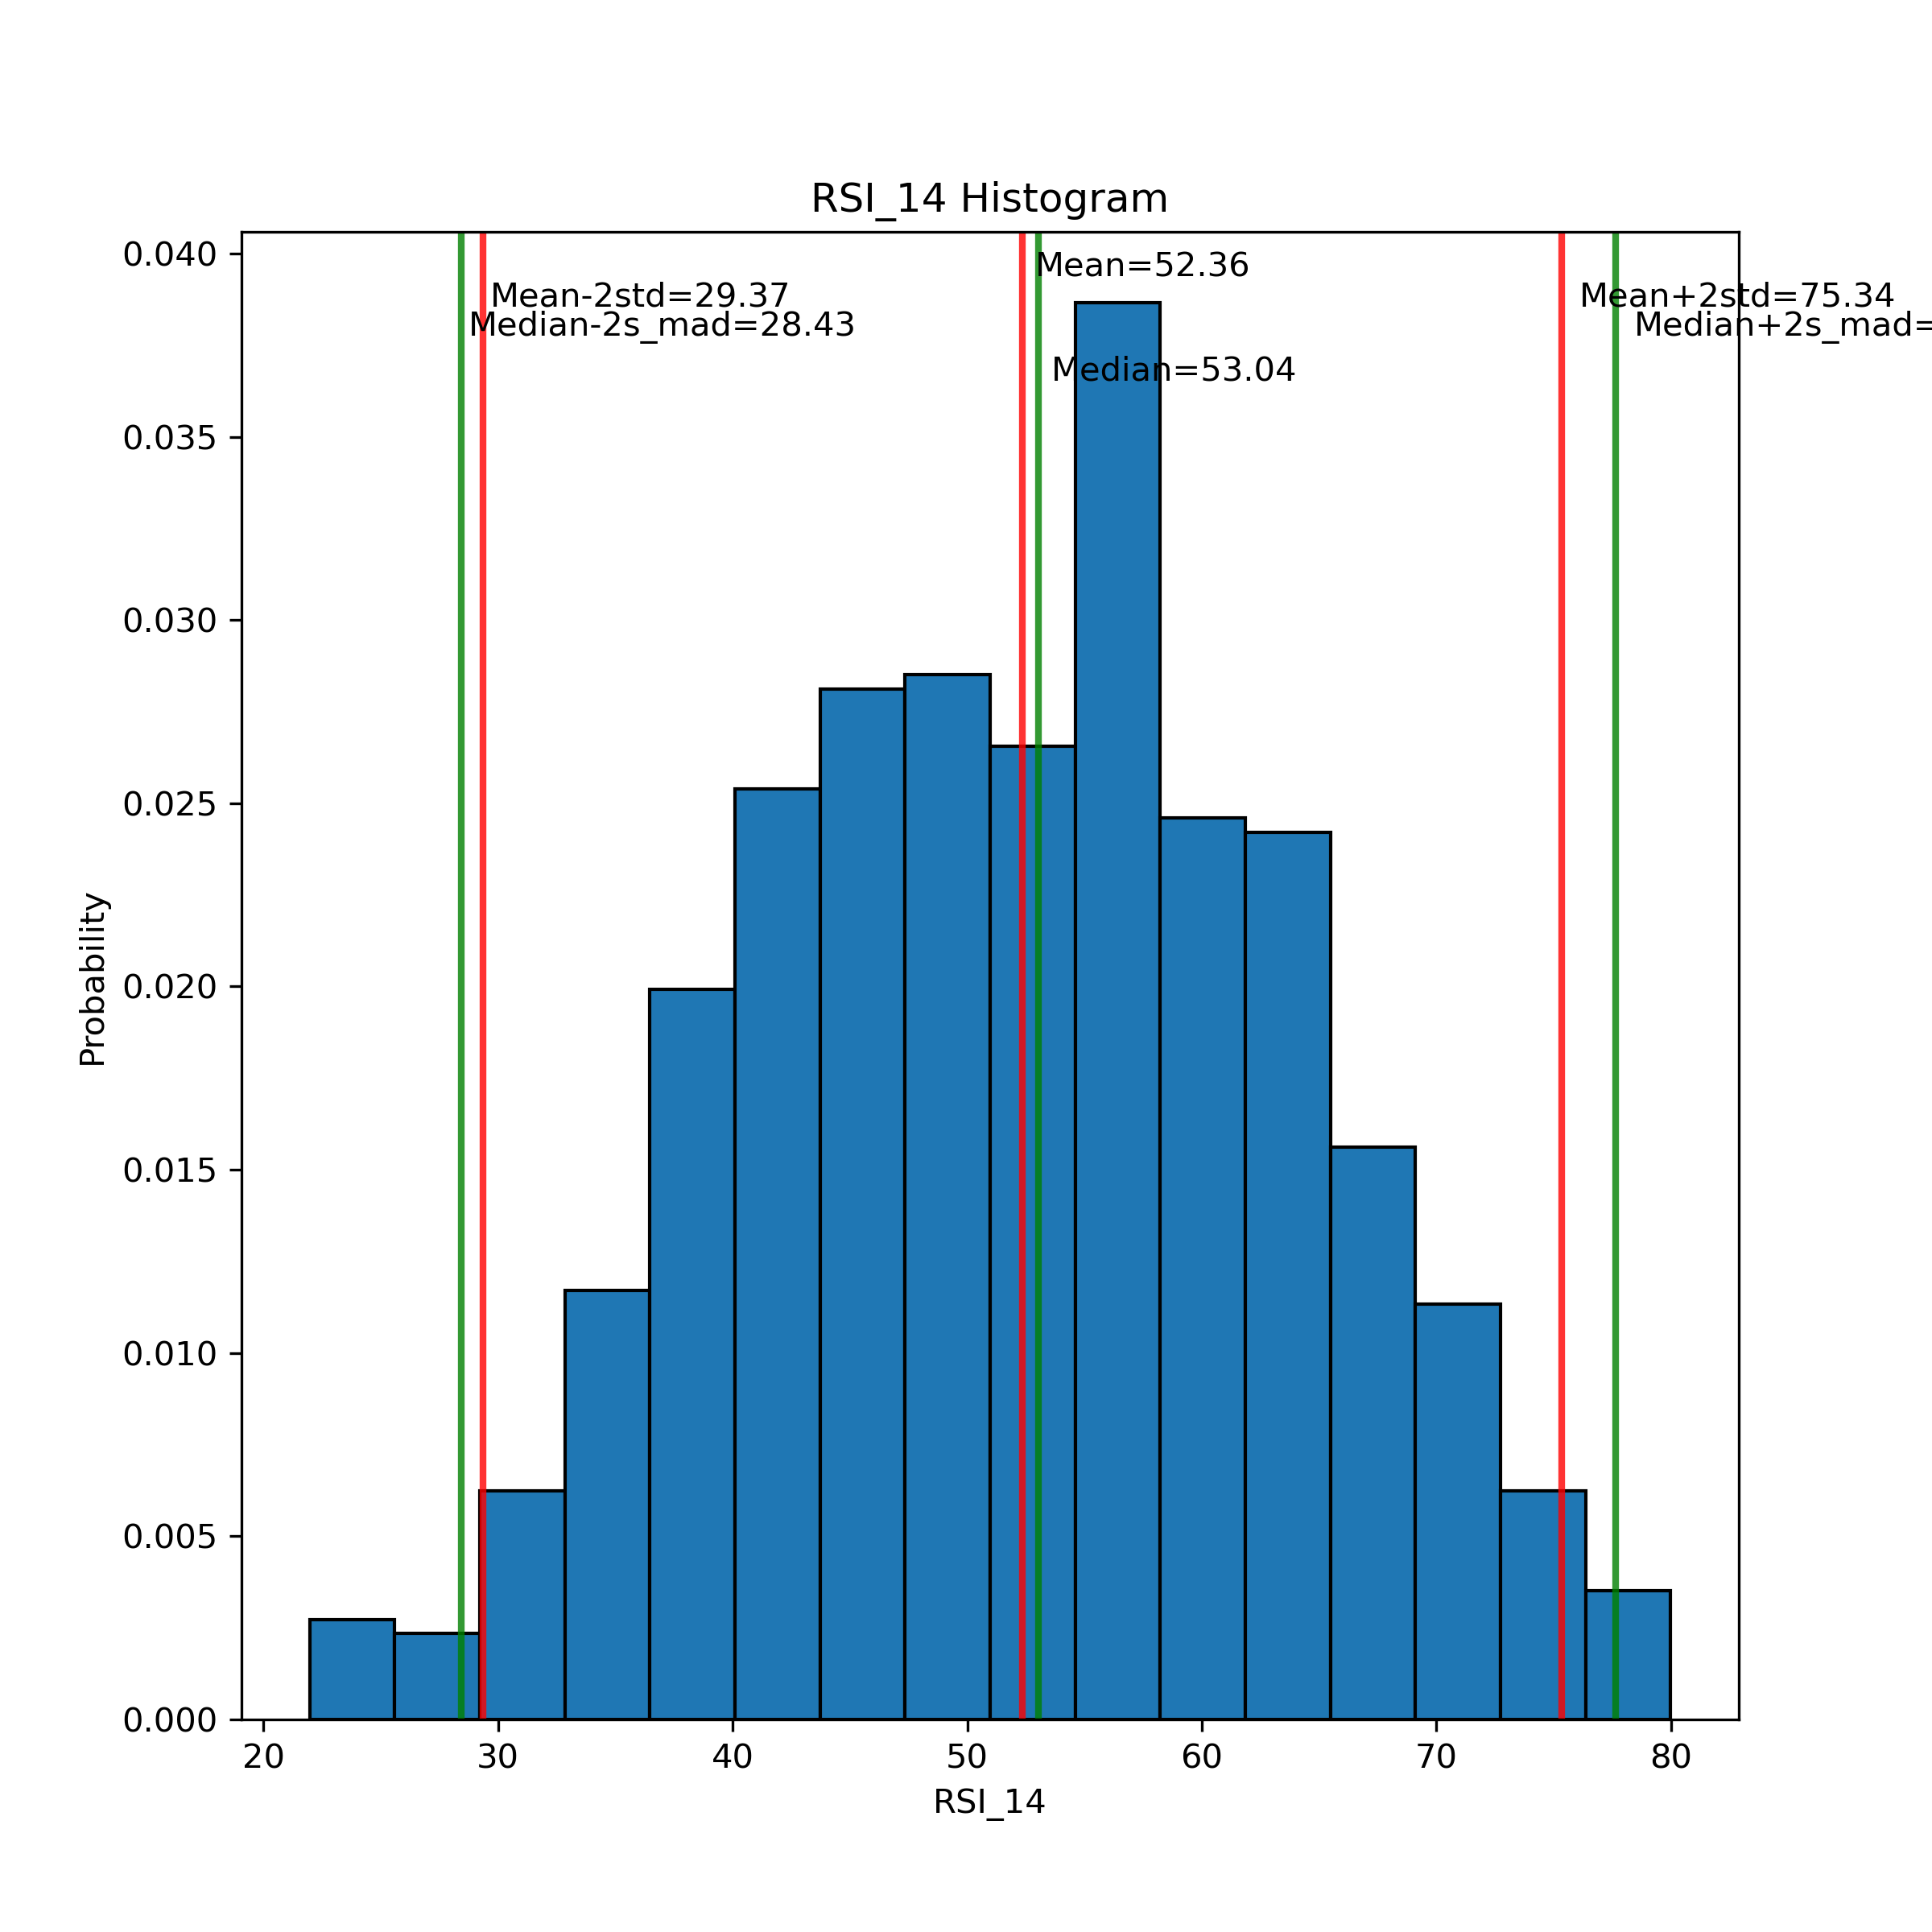 RSI_14 Histogram
Mean=52.36
Mean-2std=29.37
Mean+2std=75.34
Median-2s_mad=28.43
Median+2s_mad=
Median=53.04
0.040
0.035
0.030
0.025
0.020
0.015
0.010
0.005
0.000
Probability
20 30 40 50 60 70 80
RSI_14